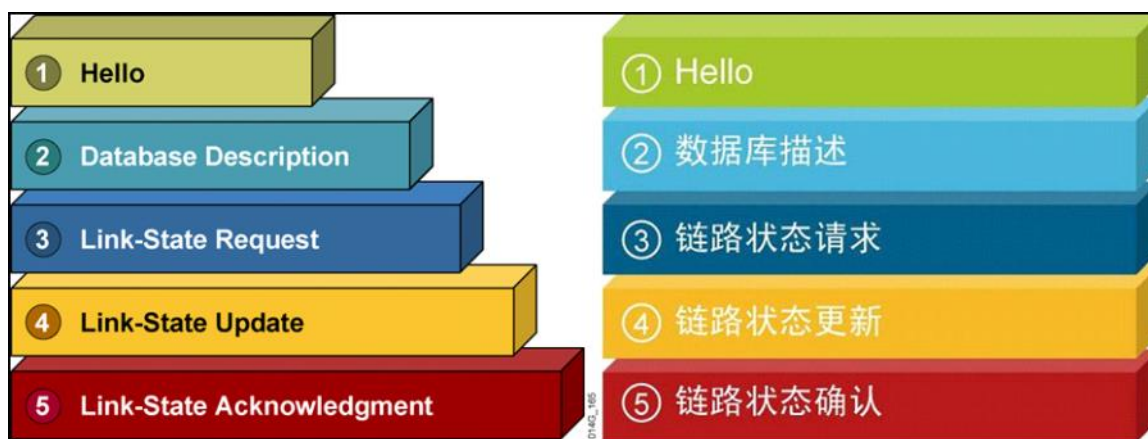 1 Hello
2 Database Description
3 Link-State Request
4 Link-State Update
5 Link-State Acknowledgment
014G_165
① Hello
② 数据库描述
③ 链路状态请求
④ 链路状态更新
⑤ 链路状态确认